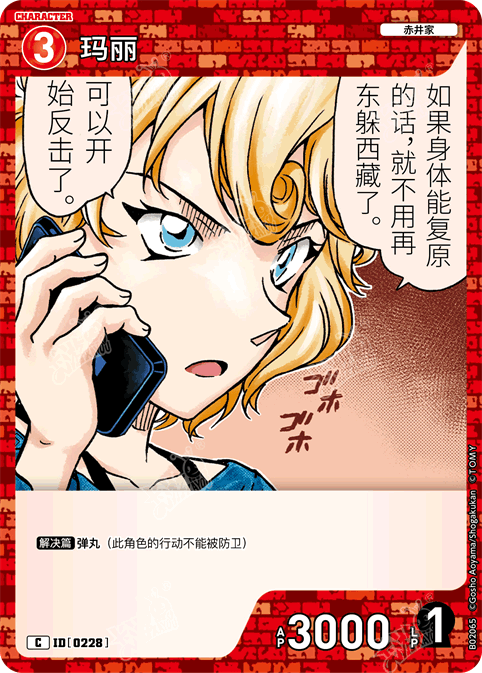 CHARACTER
赤井家
3
玛丽
如果身体能复原
的话，就不用再
东躲西藏了。
可以开
始反击了。
ゴホ
ゴホ
解决篇 弹丸（此角色的行动不能被防卫）
C ID[0228]
AP 3000 LP 1
B02065 ©Gosho Aoyama/Shogakukan ©TOMY